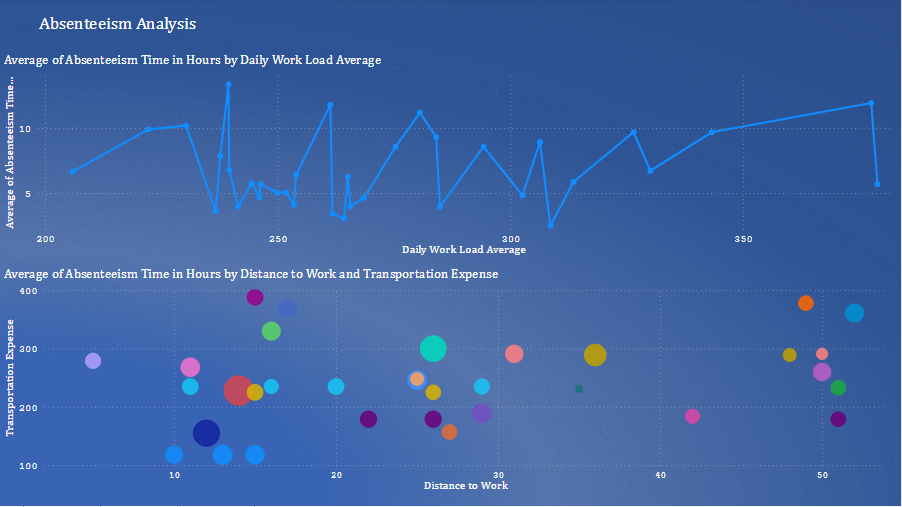 Absenteeism Analysis
Average of Absenteeism Time in Hours by Daily Work Load Average
Average of Absenteeism Time...
10
5
200 250 300 350
Daily Work Load Average
Average of Absenteeism Time in Hours by Distance to Work and Transportation Expense
Transportation Expense
400
300
200
100
10 20 30 40 50
Distance to Work